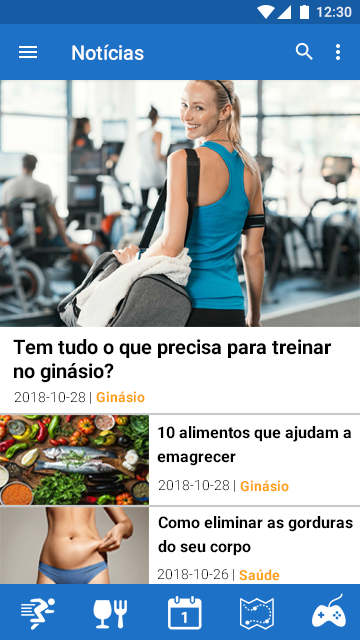 12:30
Notícias
Tem tudo o que precisa para treinar
no ginásio?
2018-10-28 | Ginásio
10 alimentos que ajudam a
emagrecer
2018-10-28 | Ginásio
Como eliminar as gorduras
do seu corpo
2018-10-26 | Saúde
1